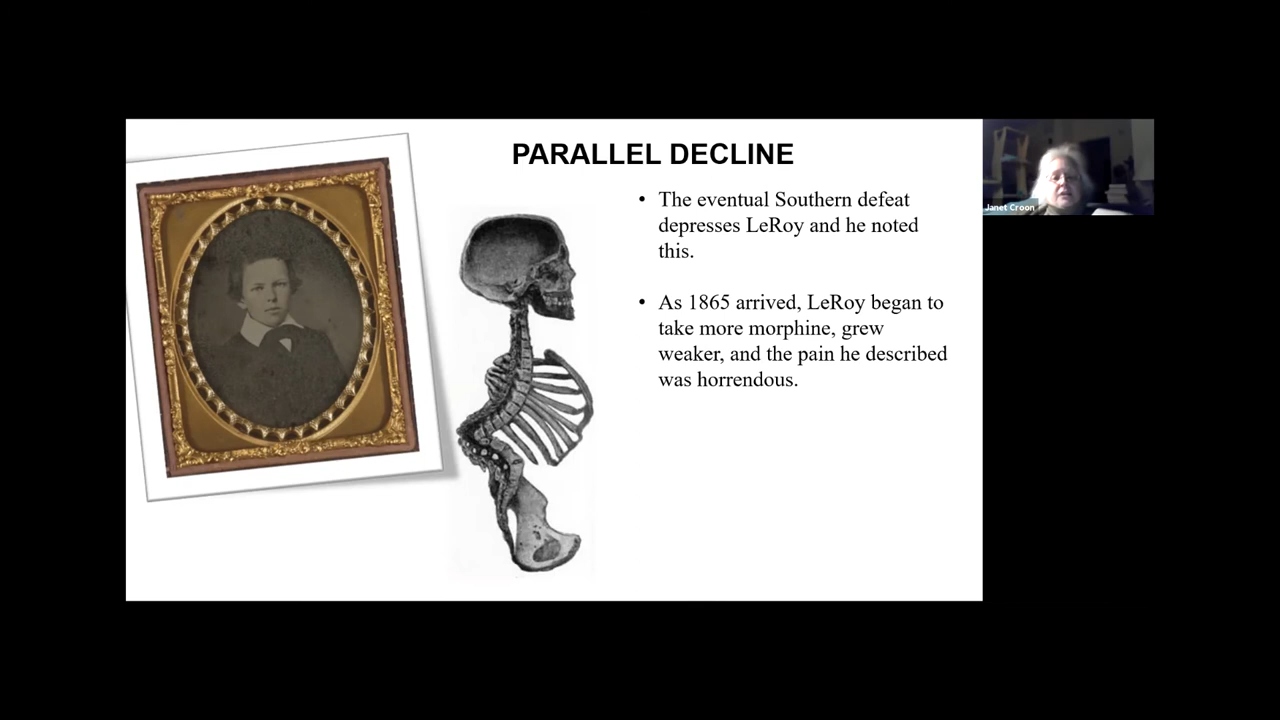 PARALLEL DECLINE
• The eventual Southern defeat
depresses LeRoy and he noted
this.
• As 1865 arrived, LeRoy began to
take more morphine, grew
weaker, and the pain he described
was horrendous.
Janet Croon